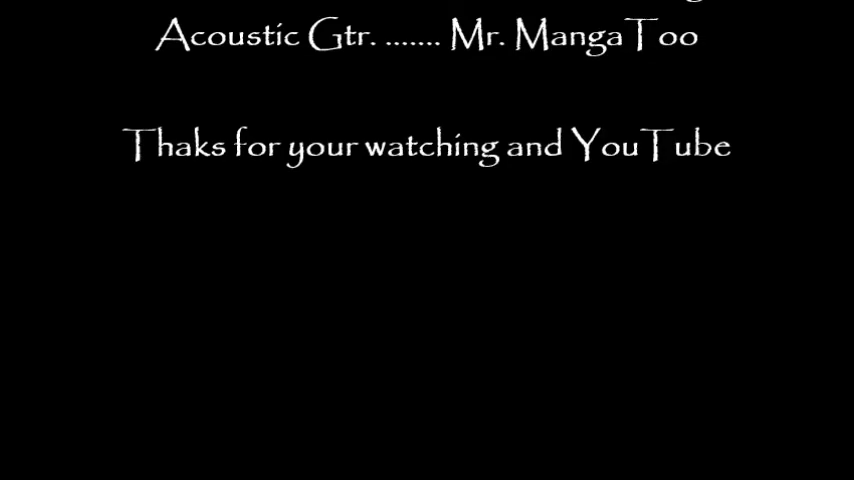 Acoustic Gtr. ....... Mr. MangaToo
Thaks for your watching and YouTube